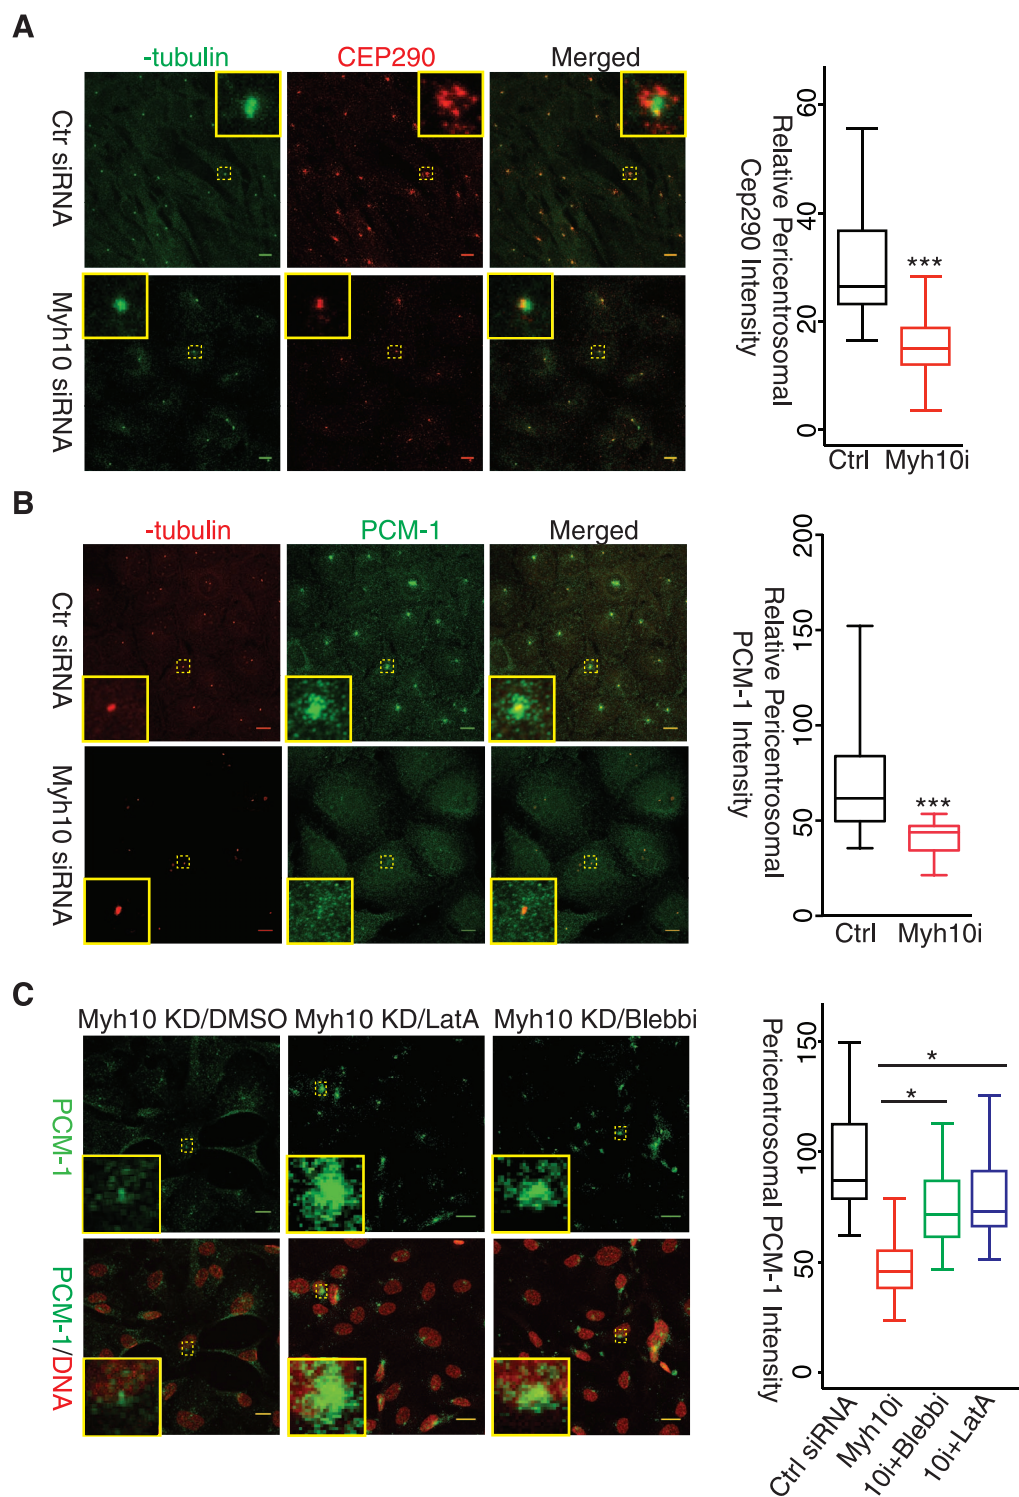 A
-tubulin
CEP290
Merged
Ctr siRNA
Myh10 siRNA
Relative Pericentrosomal
Cep290 Intensity
60
40
20
0
***
Ctrl
Myh10i
B
-tubulin
PCM-1
Merged
Ctr siRNA
Myh10 siRNA
Relative Pericentrosomal
PCM-1 Intensity
200
150
100
50
0
***
Ctrl
Myh10i
C
Myh10 KD/DMSO
Myh10 KD/LatA
Myh10 KD/Blebbi
PCM-1
PCM-1/DNA
Pericentrosomal PCM-1 Intensity
150
100
50
0
*
*
Ctrl siRNA
Myh10i
10i+Blebbi
10i+LatA